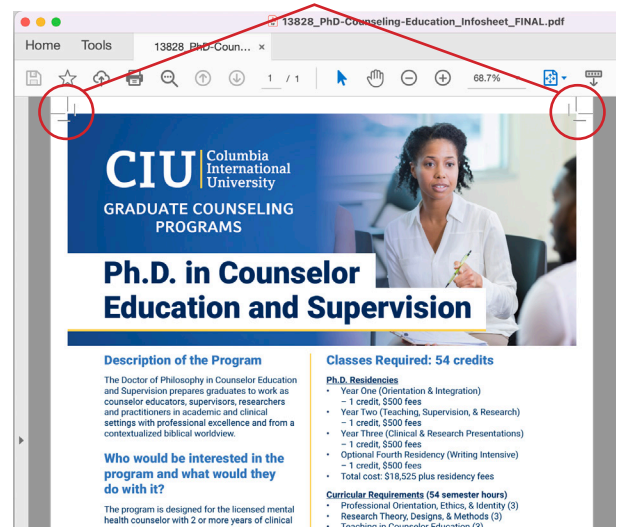 13828_PhD-Counseling-Education_Infosheet_FINAL.pdf
Home Tools 13828_PhD-Coun... ×
1 / 1 68.7%
CIU Columbia
International
University
GRADUATE COUNSELING
PROGRAMS
Ph.D. in Counselor
Education and Supervision
Description of the Program
The Doctor of Philosophy in Counselor Education
and Supervision prepares graduates to work as
counselor educators, supervisors, researchers
and practitioners in academic and clinical
settings with professional excellence and from a
contextualized biblical worldview.
Who would be interested in the
program and what would they
do with it?
The program is designed for the licensed mental
health counselor with 2 or more years of clinical
Classes Required: 54 credits
Ph.D. Residencies
• Year One (Orientation & Integration)
– 1 credit, $500 fees
• Year Two (Teaching, Supervision, & Research)
– 1 credit, $500 fees
• Year Three (Clinical & Research Presentations)
– 1 credit, $500 fees
• Optional Fourth Residency (Writing Intensive)
– 1 credit, $500 fees
• Total cost: $18,525 plus residency fees
Curricular Requirements (54 semester hours)
• Professional Orientation, Ethics, & Identity (3)
• Research Theory, Designs, & Methods (3)
• Teaching in Counselor Education (3)